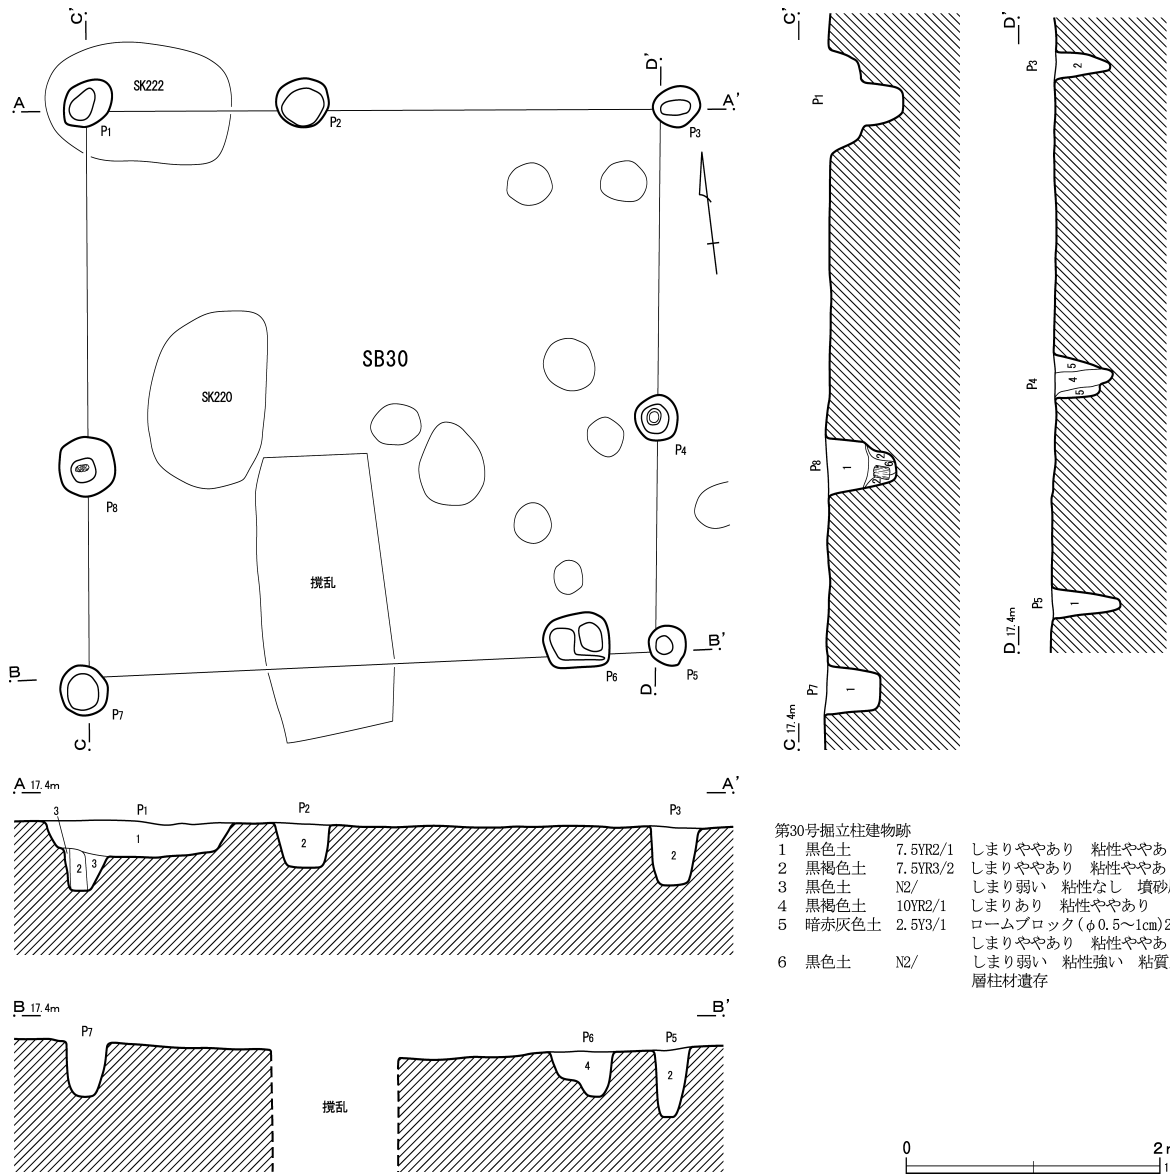 C'
C'
D'
SK222
D'
P3
2
A
A'
P1
P2
P3
P1
SB30
SK220
P4
5
4
5
P4
P8
1
2
2
6
P8
撹乱
P5
1
B
B'
P6
P5
D
D 17.4m
P7
1
P7
C
C 17.4m
A 17.4m
A'
P1
P2
P3
3
1
2
3
2
2
第30号掘立柱建物跡
1 黒色土 7.5YR2/1 しまりややあり 粘性ややあ
2 黒褐色土 7.5YR3/2 しまりややあり 粘性ややあ
3 黒色土 N2/ しまり弱い 粘性なし 墳砂
4 黒褐色土 10YR2/1 しまりあり 粘性ややあり
5 暗赤灰色土 2.5Y3/1 ロームブロック(φ0.5～1cm)2
しまりややあり 粘性ややあ
6 黒色土 N2/ しまり弱い 粘性強い 粘質
層柱材遺存
B 17.4m
B'
P7
P6
P5
4
2
撹乱
0
2m